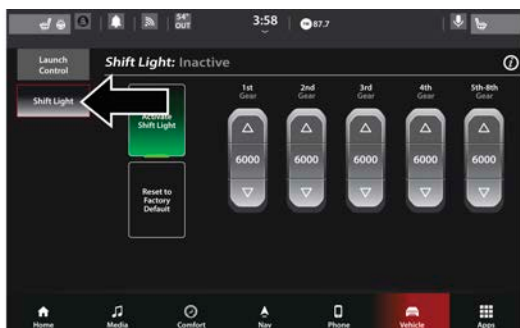 54°
OUT
3:58
FM 87.7
Launch
Control
Shift Light
Shift Light: Inactive
Activate
Shift Light
Reset to
Factory
Default
1st
Gear
2nd
Gear
3rd
Gear
4th
Gear
5th-8th
Gear
6000
6000
6000
6000
6000
Home
Media
Comfort
Nav
Phone
Vehicle
Apps